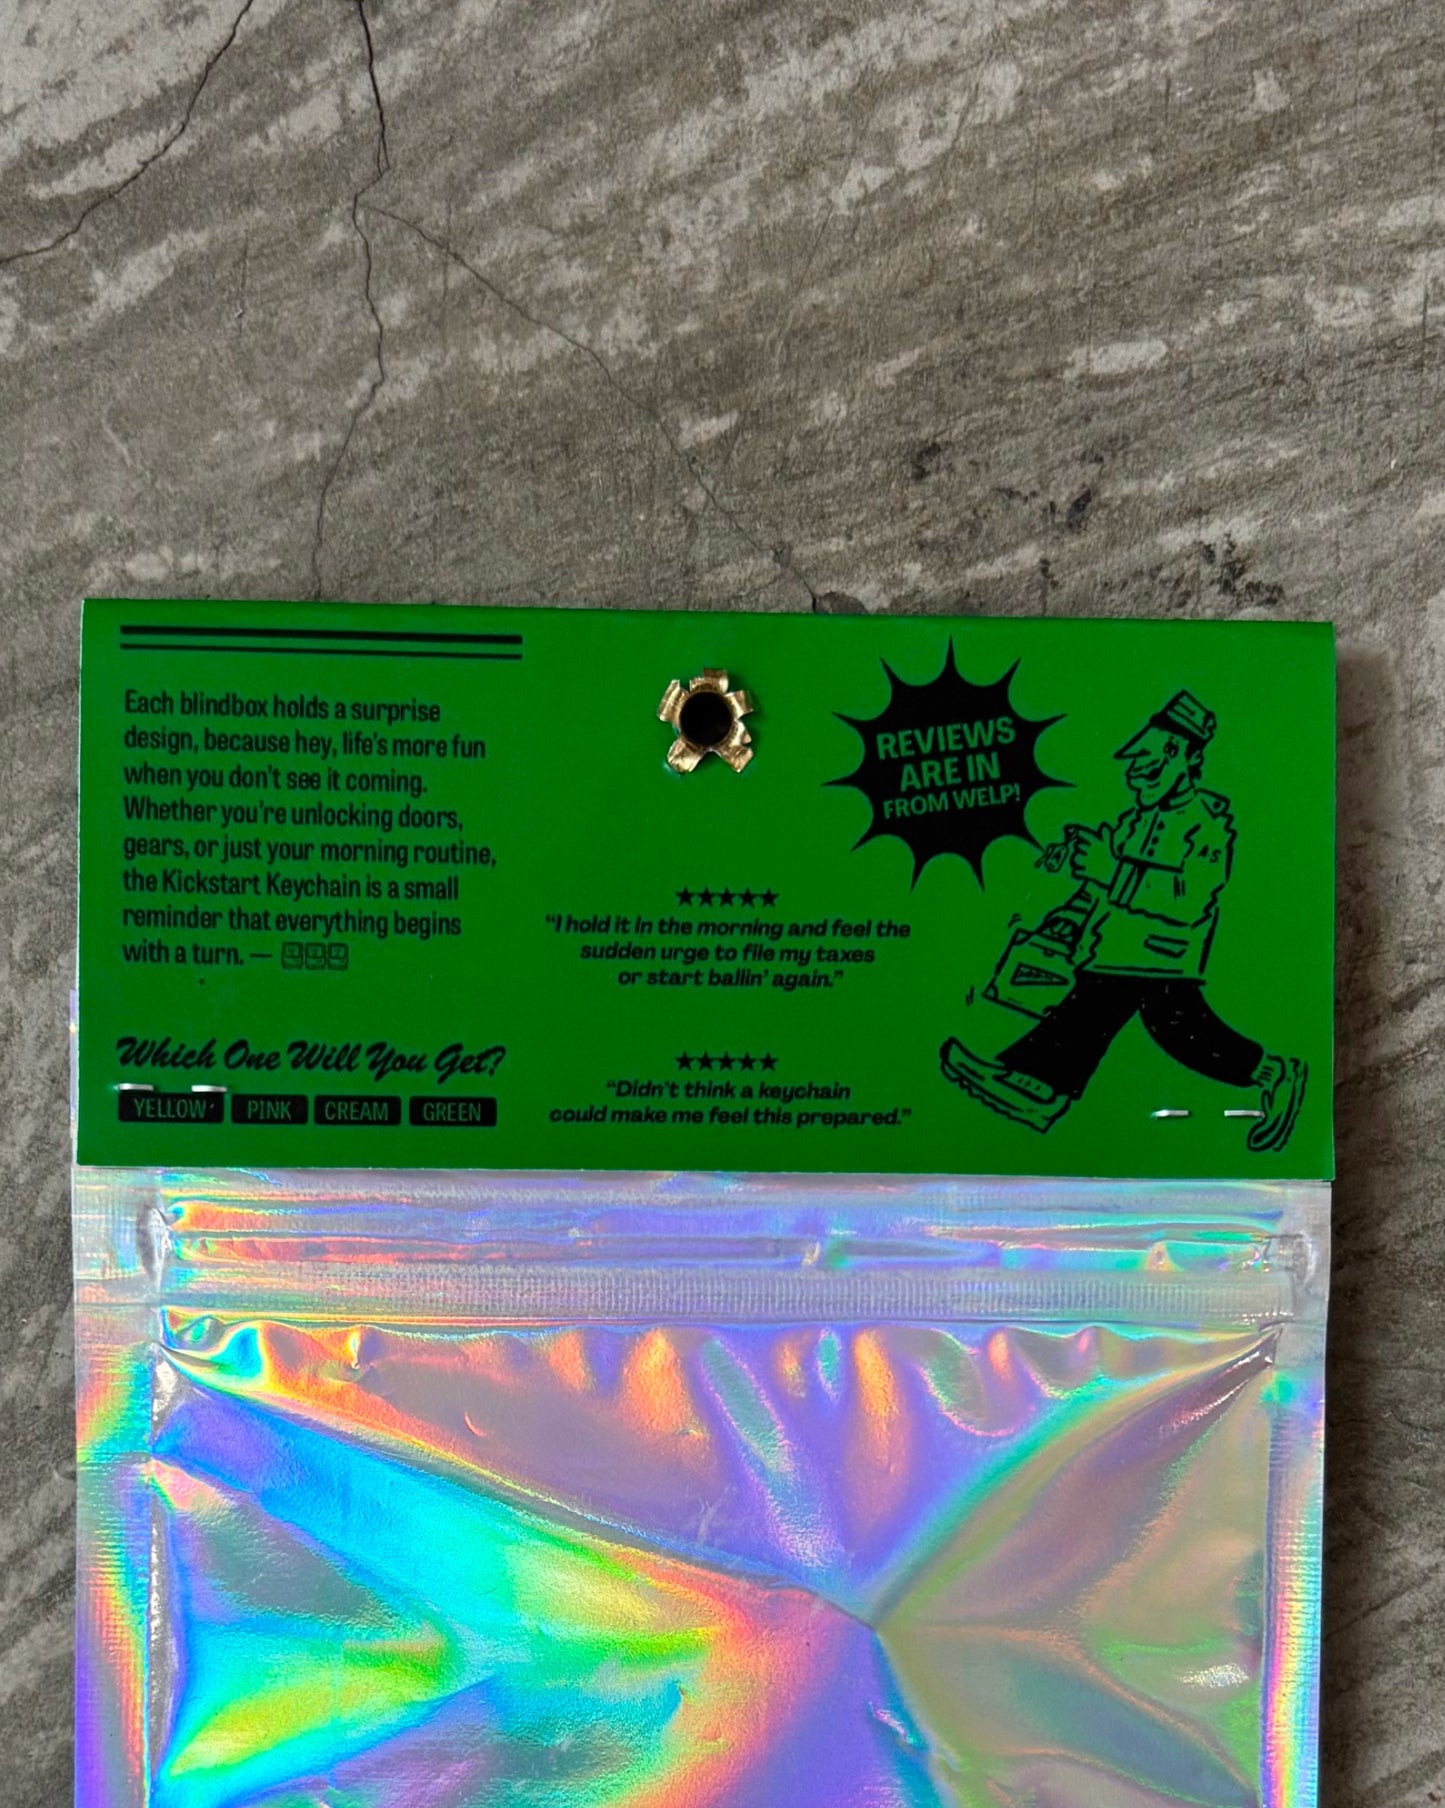 Each blindbox holds a surprise
design, because hey, life's more fun
when you don't see it coming.
Whether you're unlocking doors,
gears, or just your morning routine,
the Kickstart Keychain is a small
reminder that everything begins
with a turn. —
Which One Will You Get?
YELLOW PINK CREAM GREEN
★★★★★
“I hold it in the morning and feel the
sudden urge to file my taxes
or start ballin' again.”
★★★★★
“Didn't think a keychain
could make me feel this prepared.”
REVIEWS
ARE IN
FROM WELP!
A.S.